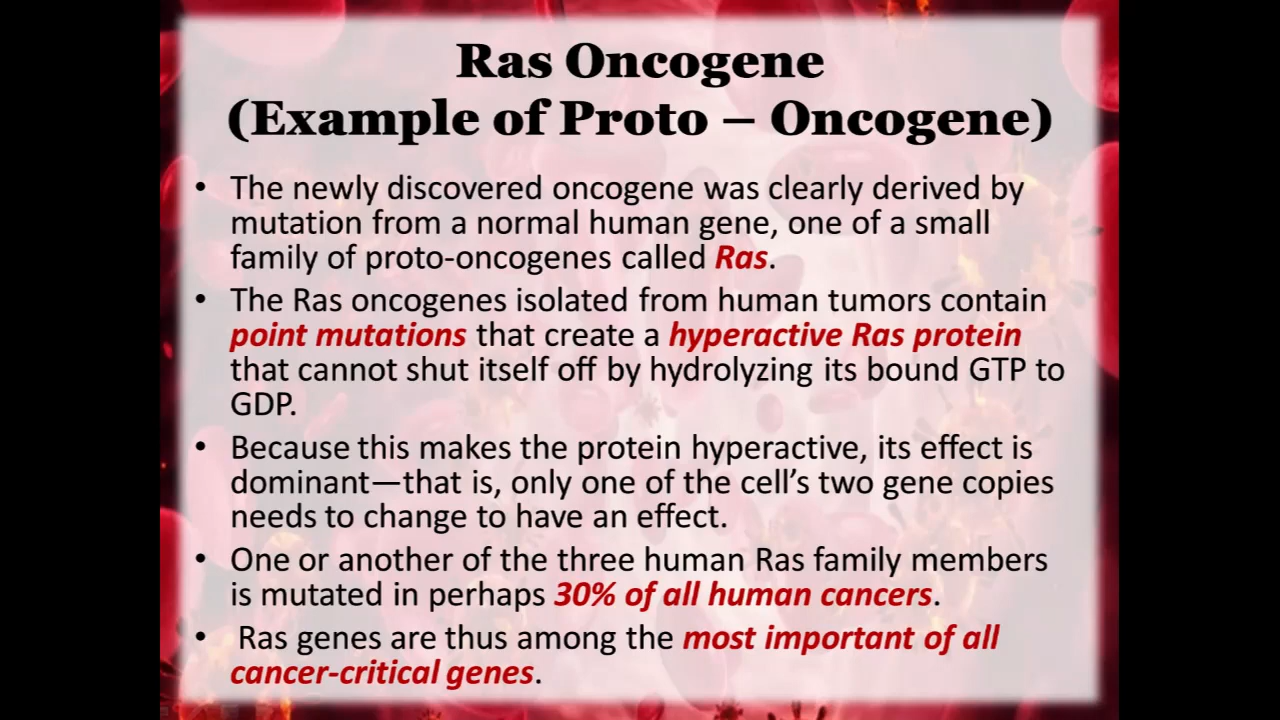 Ras Oncogene
(Example of Proto – Oncogene)
• The newly discovered oncogene was clearly derived by
mutation from a normal human gene, one of a small
family of proto-oncogenes called Ras.
• The Ras oncogenes isolated from human tumors contain
point mutations that create a hyperactive Ras protein
that cannot shut itself off by hydrolyzing its bound GTP to
GDP.
• Because this makes the protein hyperactive, its effect is
dominant—that is, only one of the cell’s two gene copies
needs to change to have an effect.
• One or another of the three human Ras family members
is mutated in perhaps 30% of all human cancers.
• Ras genes are thus among the most important of all
cancer-critical genes.